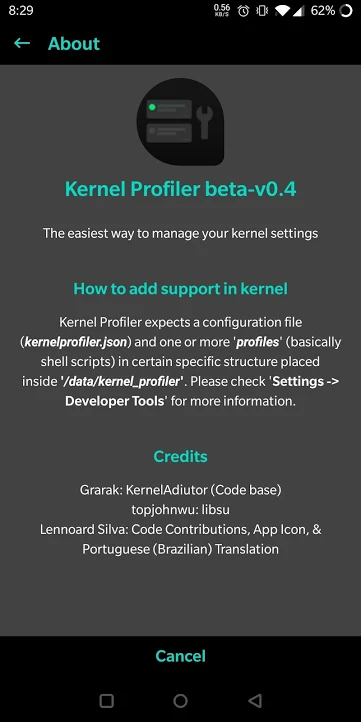 8:29
0.56
KB/S
62%
About
Kernel Profiler beta-v0.4
The easiest way to manage your kernel settings
How to add support in kernel
Kernel Profiler expects a configuration file
(kernelprofiler.json) and one or more 'profiles' (basically
shell scripts) in certain specific structure placed
inside '/data/kernel_profiler'. Please check 'Settings ->
Developer Tools' for more information.
Credits
Grarak: KernelAdiutor (Code base)
topjohnwu: libsu
Lennoard Silva: Code Contributions, App Icon, &
Portuguese (Brazilian) Translation
Cancel